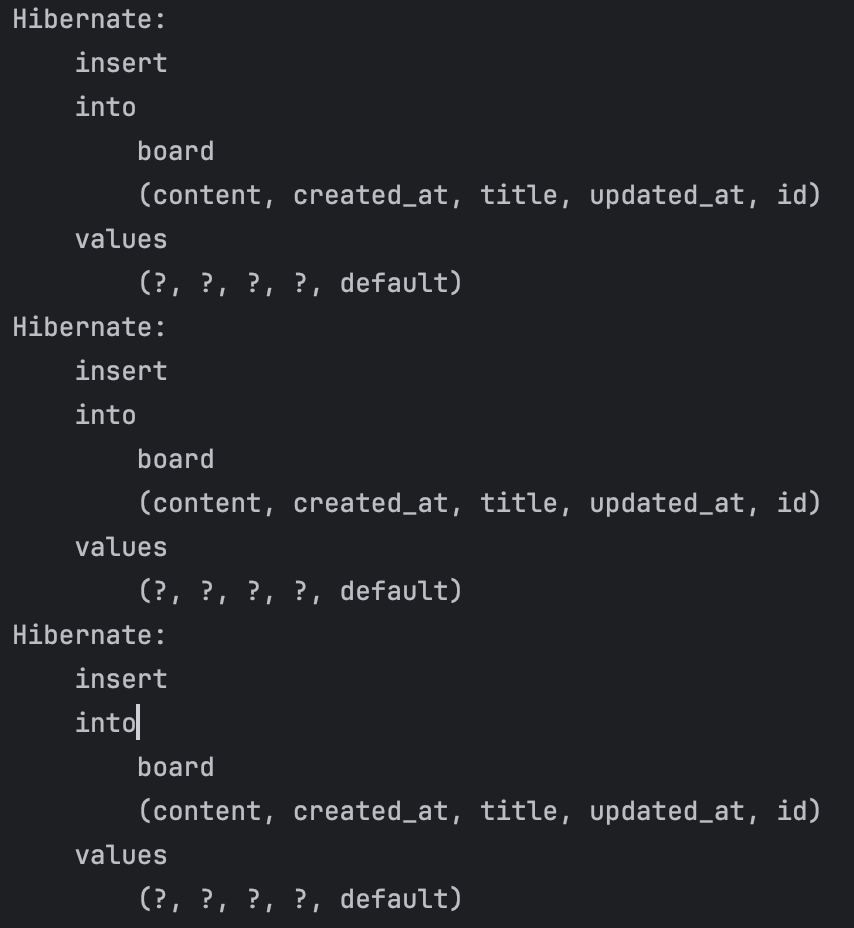 Hibernate:
    insert
    into
        board
        (content, created_at, title, updated_at, id)
    values
        (?, ?, ?, ?, default)
Hibernate:
    insert
    into
        board
        (content, created_at, title, updated_at, id)
    values
        (?, ?, ?, ?, default)
Hibernate:
    insert
    into
        board
        (content, created_at, title, updated_at, id)
    values
        (?, ?, ?, ?, default)